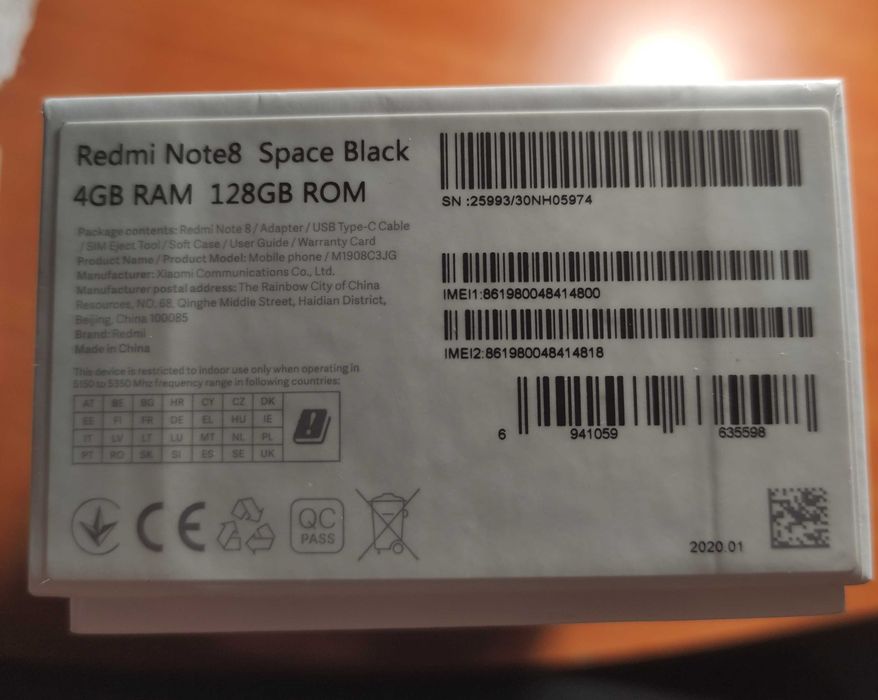 Redmi Note8 Space Black
4GB RAM 128GB ROM
Package contents: Redmi Note 8 / Adapter / USB Type-C Cable
/ SIM Eject Tool / Soft Case / User Guide / Warranty Card
Product Name / Product Model: Mobile phone / M1908C3JG
Manufacturer: Xiaomi Communications Co., Ltd.
Manufacturer postal address: The Rainbow City of China
Resources, NO. 68, Qinghe Middle Street, Haidian District,
Beijing, China 100085
Brand: Redmi
Made in China
This device is restricted to indoor use only when operating in
5150 to 5350 Mhz frequency range in following countries:
AT BE BG HR CY CZ DK
EE FI FR DE EL HU IE
IT LV LT LU MT NL PL
PT RO SK SI ES SE UK
CE
QC
PASS
SN :25993/30NH05974
IMEI1:861980048414800
IMEI2:861980048414818
6 941059 635598
2020.01